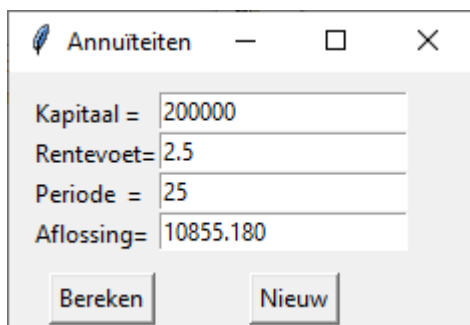 Annuïteiten
Kapitaal = 200000
Rentevoet= 2.5
Periode = 25
Aflossing= 10855.180
Bereken Nieuw